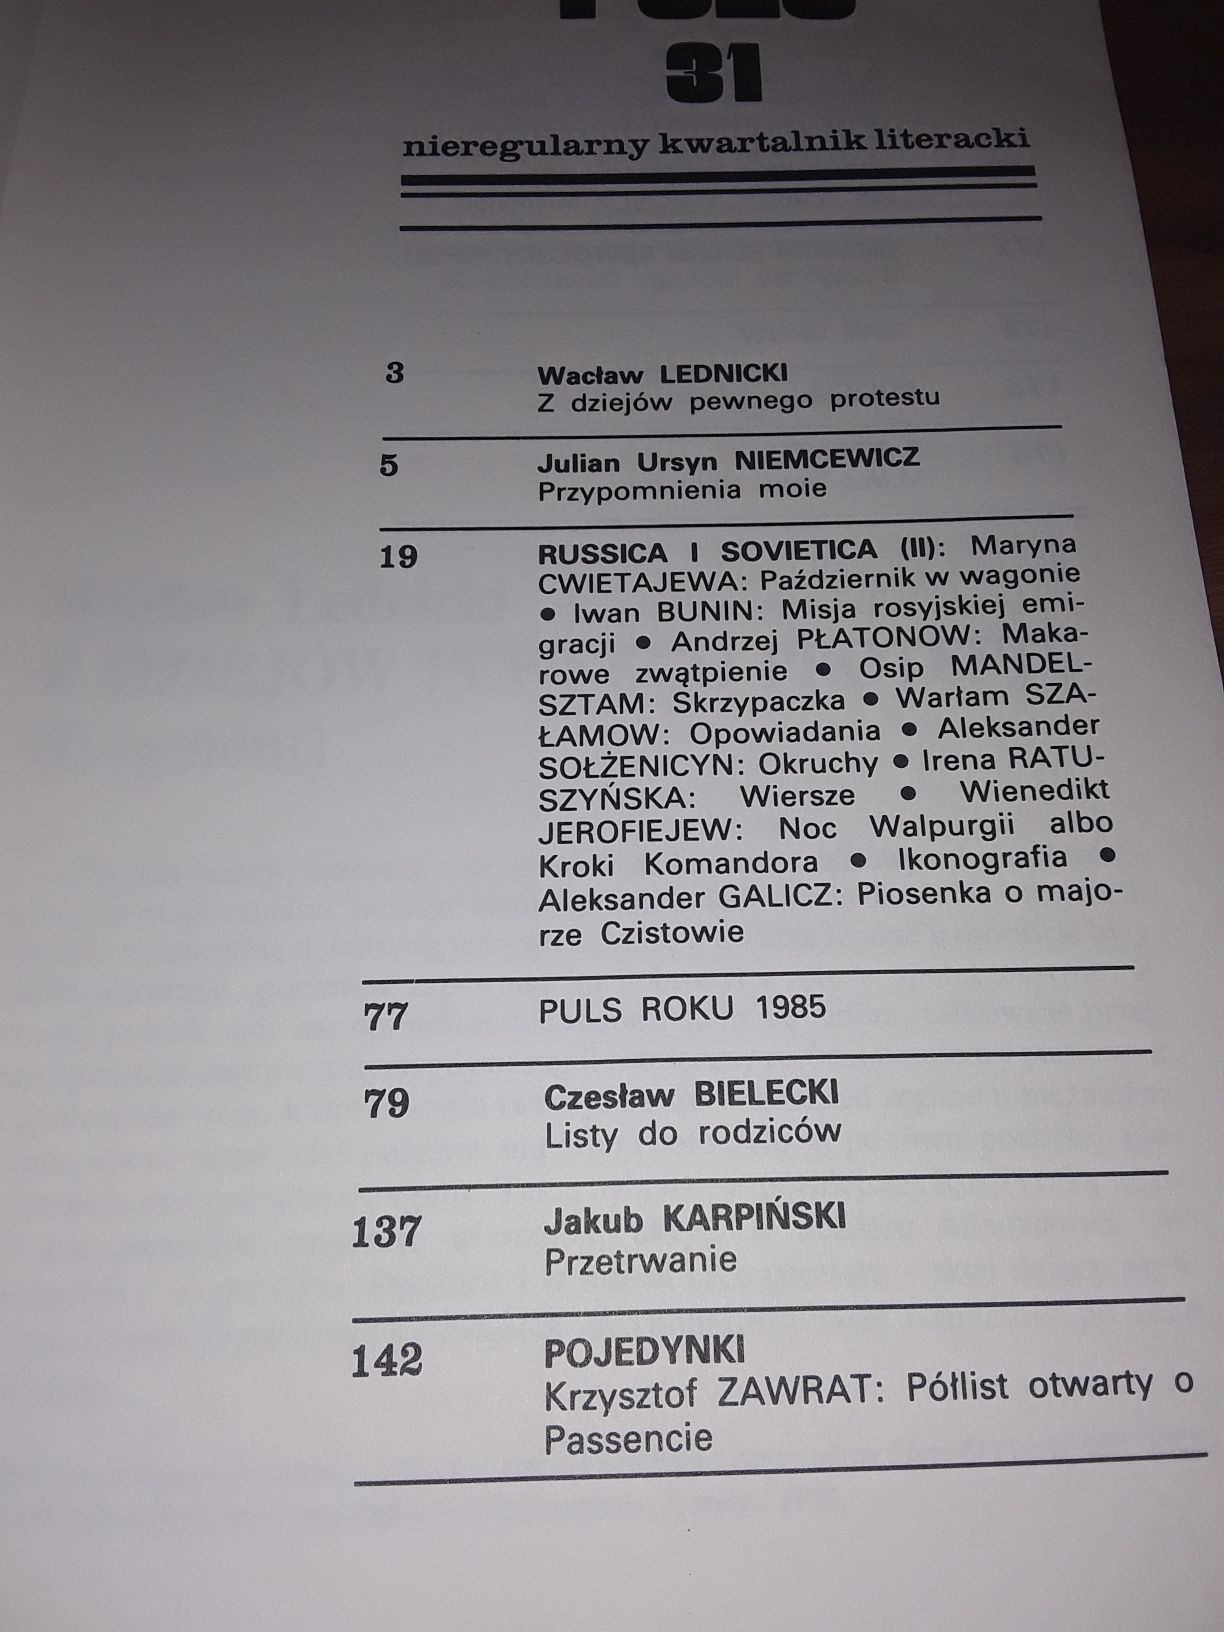 PULS
31
nieregularny kwartalnik literacki
3 Wacław LEDNICKI
Z dziejów pewnego protestu
5 Julian Ursyn NIEMCEWICZ
Przypomnienia moie
19 RUSSICA I SOVIETICA (II): Maryna
CWIETAJEWA: Październik w wagonie
● Iwan BUNIN: Misja rosyjskiej emi-
gracji ● Andrzej PŁATONOW: Maka-
rowe zwątpienie ● Osip MANDEL-
SZTAM: Skrzypaczka ● Warłam SZA-
ŁAMOW: Opowiadania ● Aleksander
SOŁŻENICYN: Okruchy ● Irena RATU-
SZYŃSKA: Wiersze ● Wienedikt
JEROFIEJEW: Noc Walpurgii albo
Kroki Komandora ● Ikonografia ●
Aleksander GALICZ: Piosenka o majo-
rze Czistowie
77 PULS ROKU 1985
79 Czesław BIELECKI
Listy do rodziców
137 Jakub KARPIŃSKI
Przetrwanie
142 POJEDYNKI
Krzysztof ZAWRAT: Półlist otwarty o
Passencie